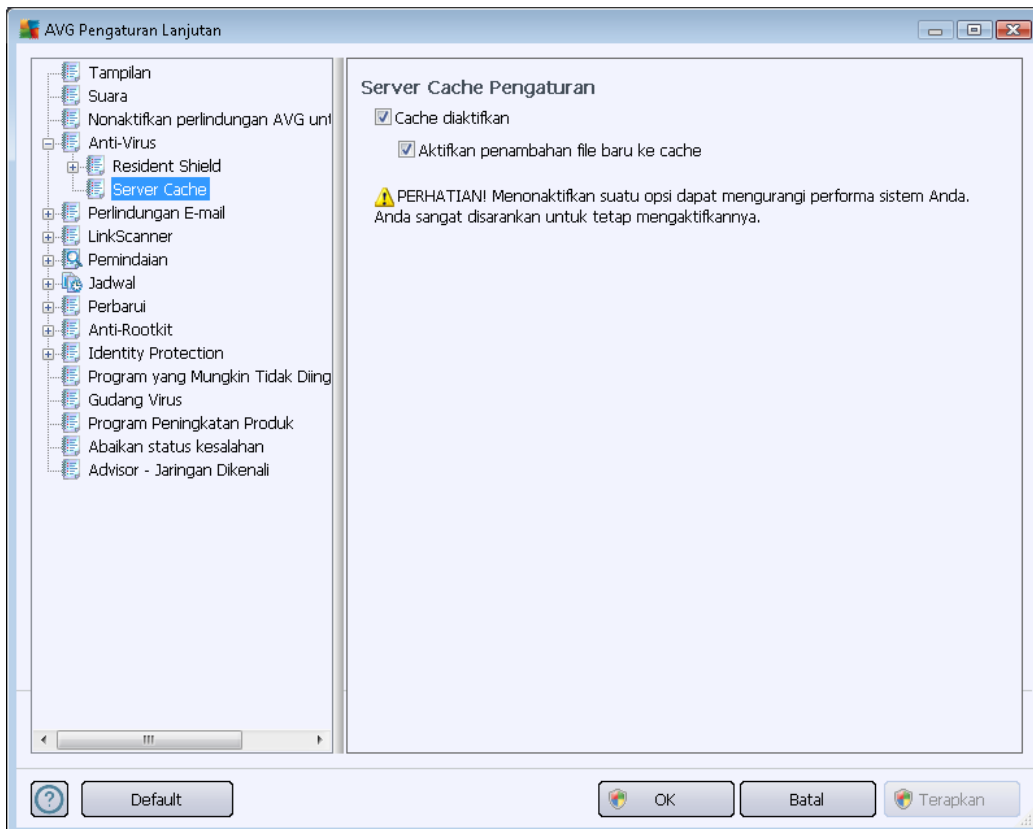 AVG Pengaturan Lanjutan
Tampilan
Suara
Nonaktifkan perlindungan AVG unt
Anti-Virus
Resident Shield
Server Cache
Perlindungan E-mail
LinkScanner
Pemindaian
Jadwal
Perbarui
Anti-Rootkit
Identity Protection
Program yang Mungkin Tidak Diing
Gudang Virus
Program Peningkatan Produk
Abaikan status kesalahan
Advisor - Jaringan Dikenali
Server Cache Pengaturan
Cache diaktifkan
Aktifkan penambahan file baru ke cache
PERHATIAN! Menonaktifkan suatu opsi dapat mengurangi performa sistem Anda.
Anda sangat disarankan untuk tetap mengaktifkannya.
Default
OK
Batal
Terapkan